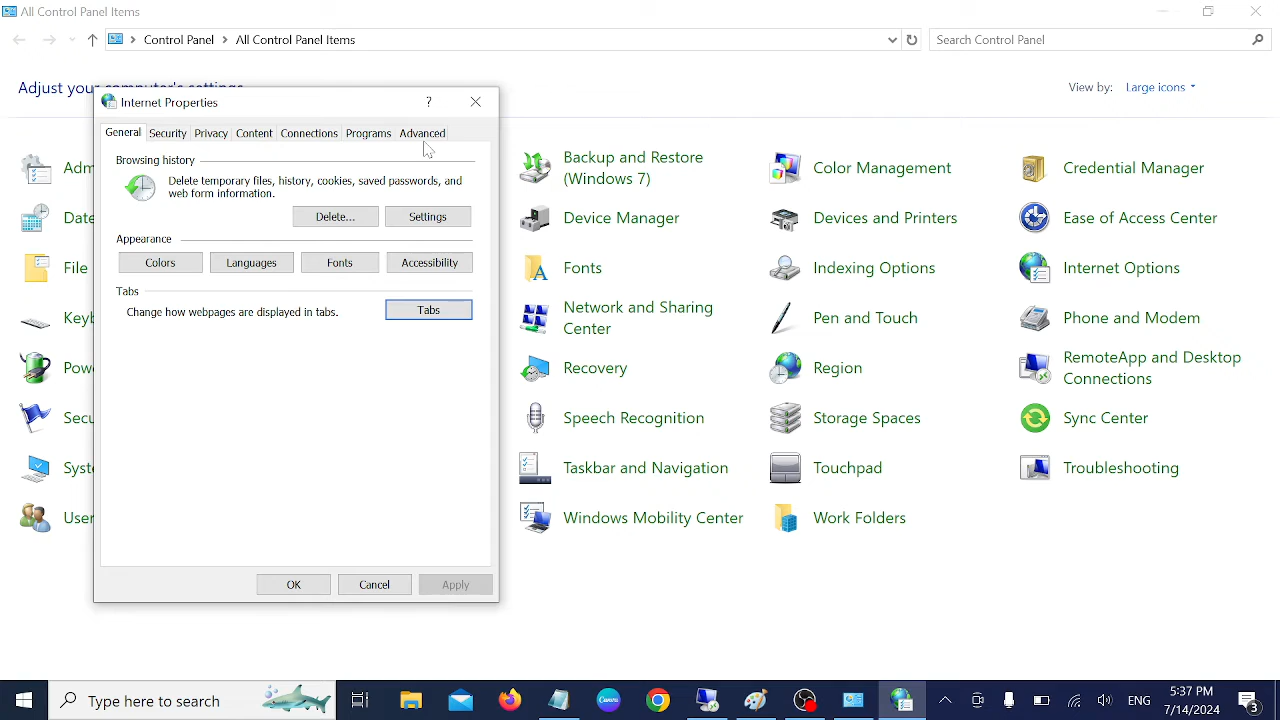 All Control Panel Items
Control Panel > All Control Panel Items
Search Control Panel
Adjust your computer's settings
View by: Large icons
Internet Properties
?
General Security Privacy Content Connections Programs Advanced
Browsing history
Delete temporary files, history, cookies, saved passwords, and
web form information.
Delete... Settings
Appearance
Colors Languages Fonts Accessibility
Tabs
Change how webpages are displayed in tabs.
Tabs
OK Cancel Apply
Adm
Date
File
Keyb
Pow
Secu
Syste
User
Backup and Restore
(Windows 7)
Device Manager
Fonts
Network and Sharing
Center
Recovery
Speech Recognition
Taskbar and Navigation
Windows Mobility Center
Color Management
Devices and Printers
Indexing Options
Pen and Touch
Region
Storage Spaces
Touchpad
Work Folders
Credential Manager
Ease of Access Center
Internet Options
Phone and Modem
RemoteApp and Desktop
Connections
Sync Center
Troubleshooting
Type here to search
Canva
ENG
5:37 PM
7/14/2024
3